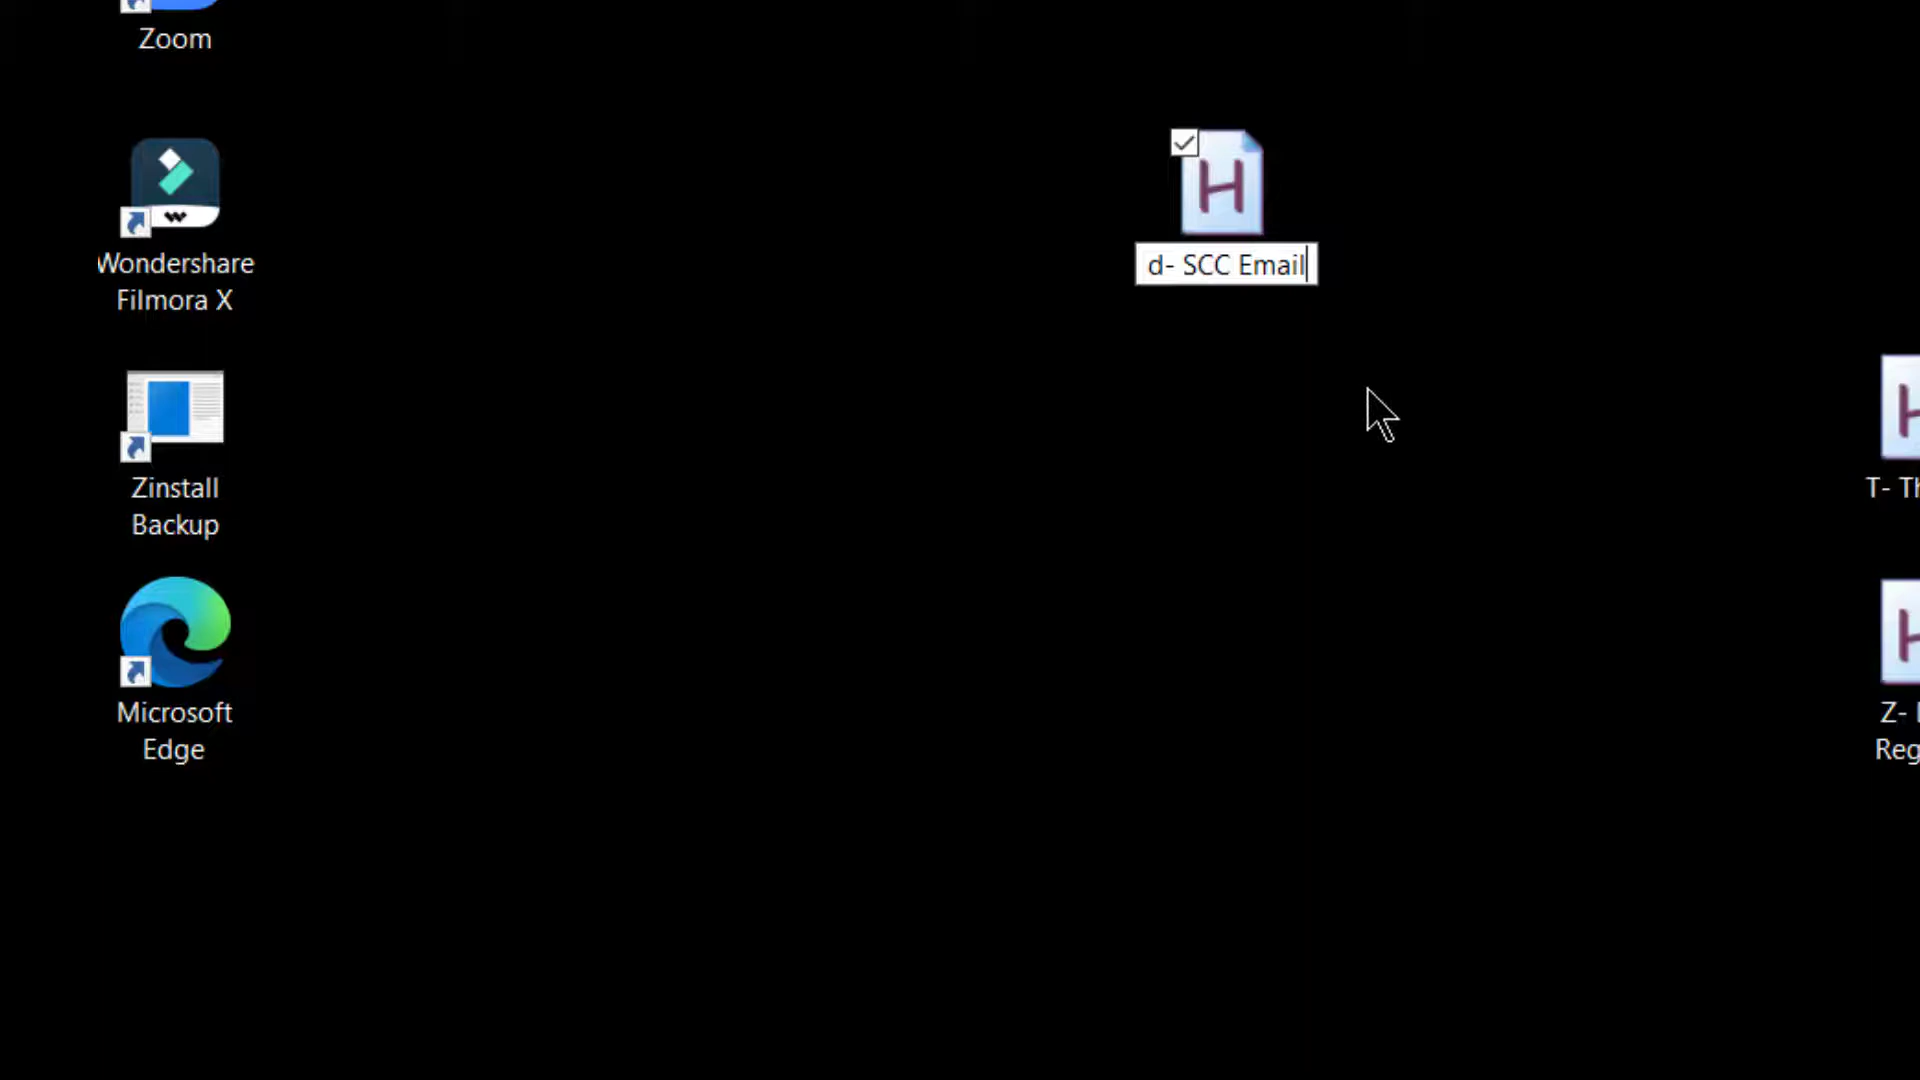 Zoom
Wondershare
Filmora X
Zinstall
Backup
Microsoft
Edge
H
d- SCC Email
T- Th
Z-
Reg